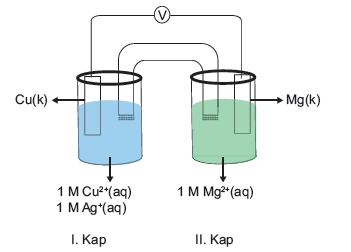 V
Cu(k)
Mg(k)
1 M Cu²⁺(aq)
1 M Ag⁺(aq)
1 M Mg²⁺(aq)
I. Kap
II. Kap